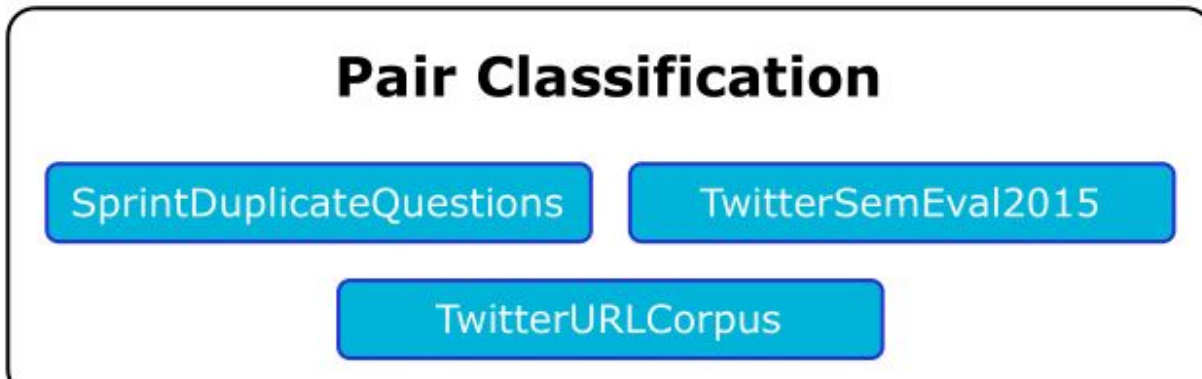 Pair Classification
SprintDuplicateQuestions TwitterSemEval2015
TwitterURLCorpus